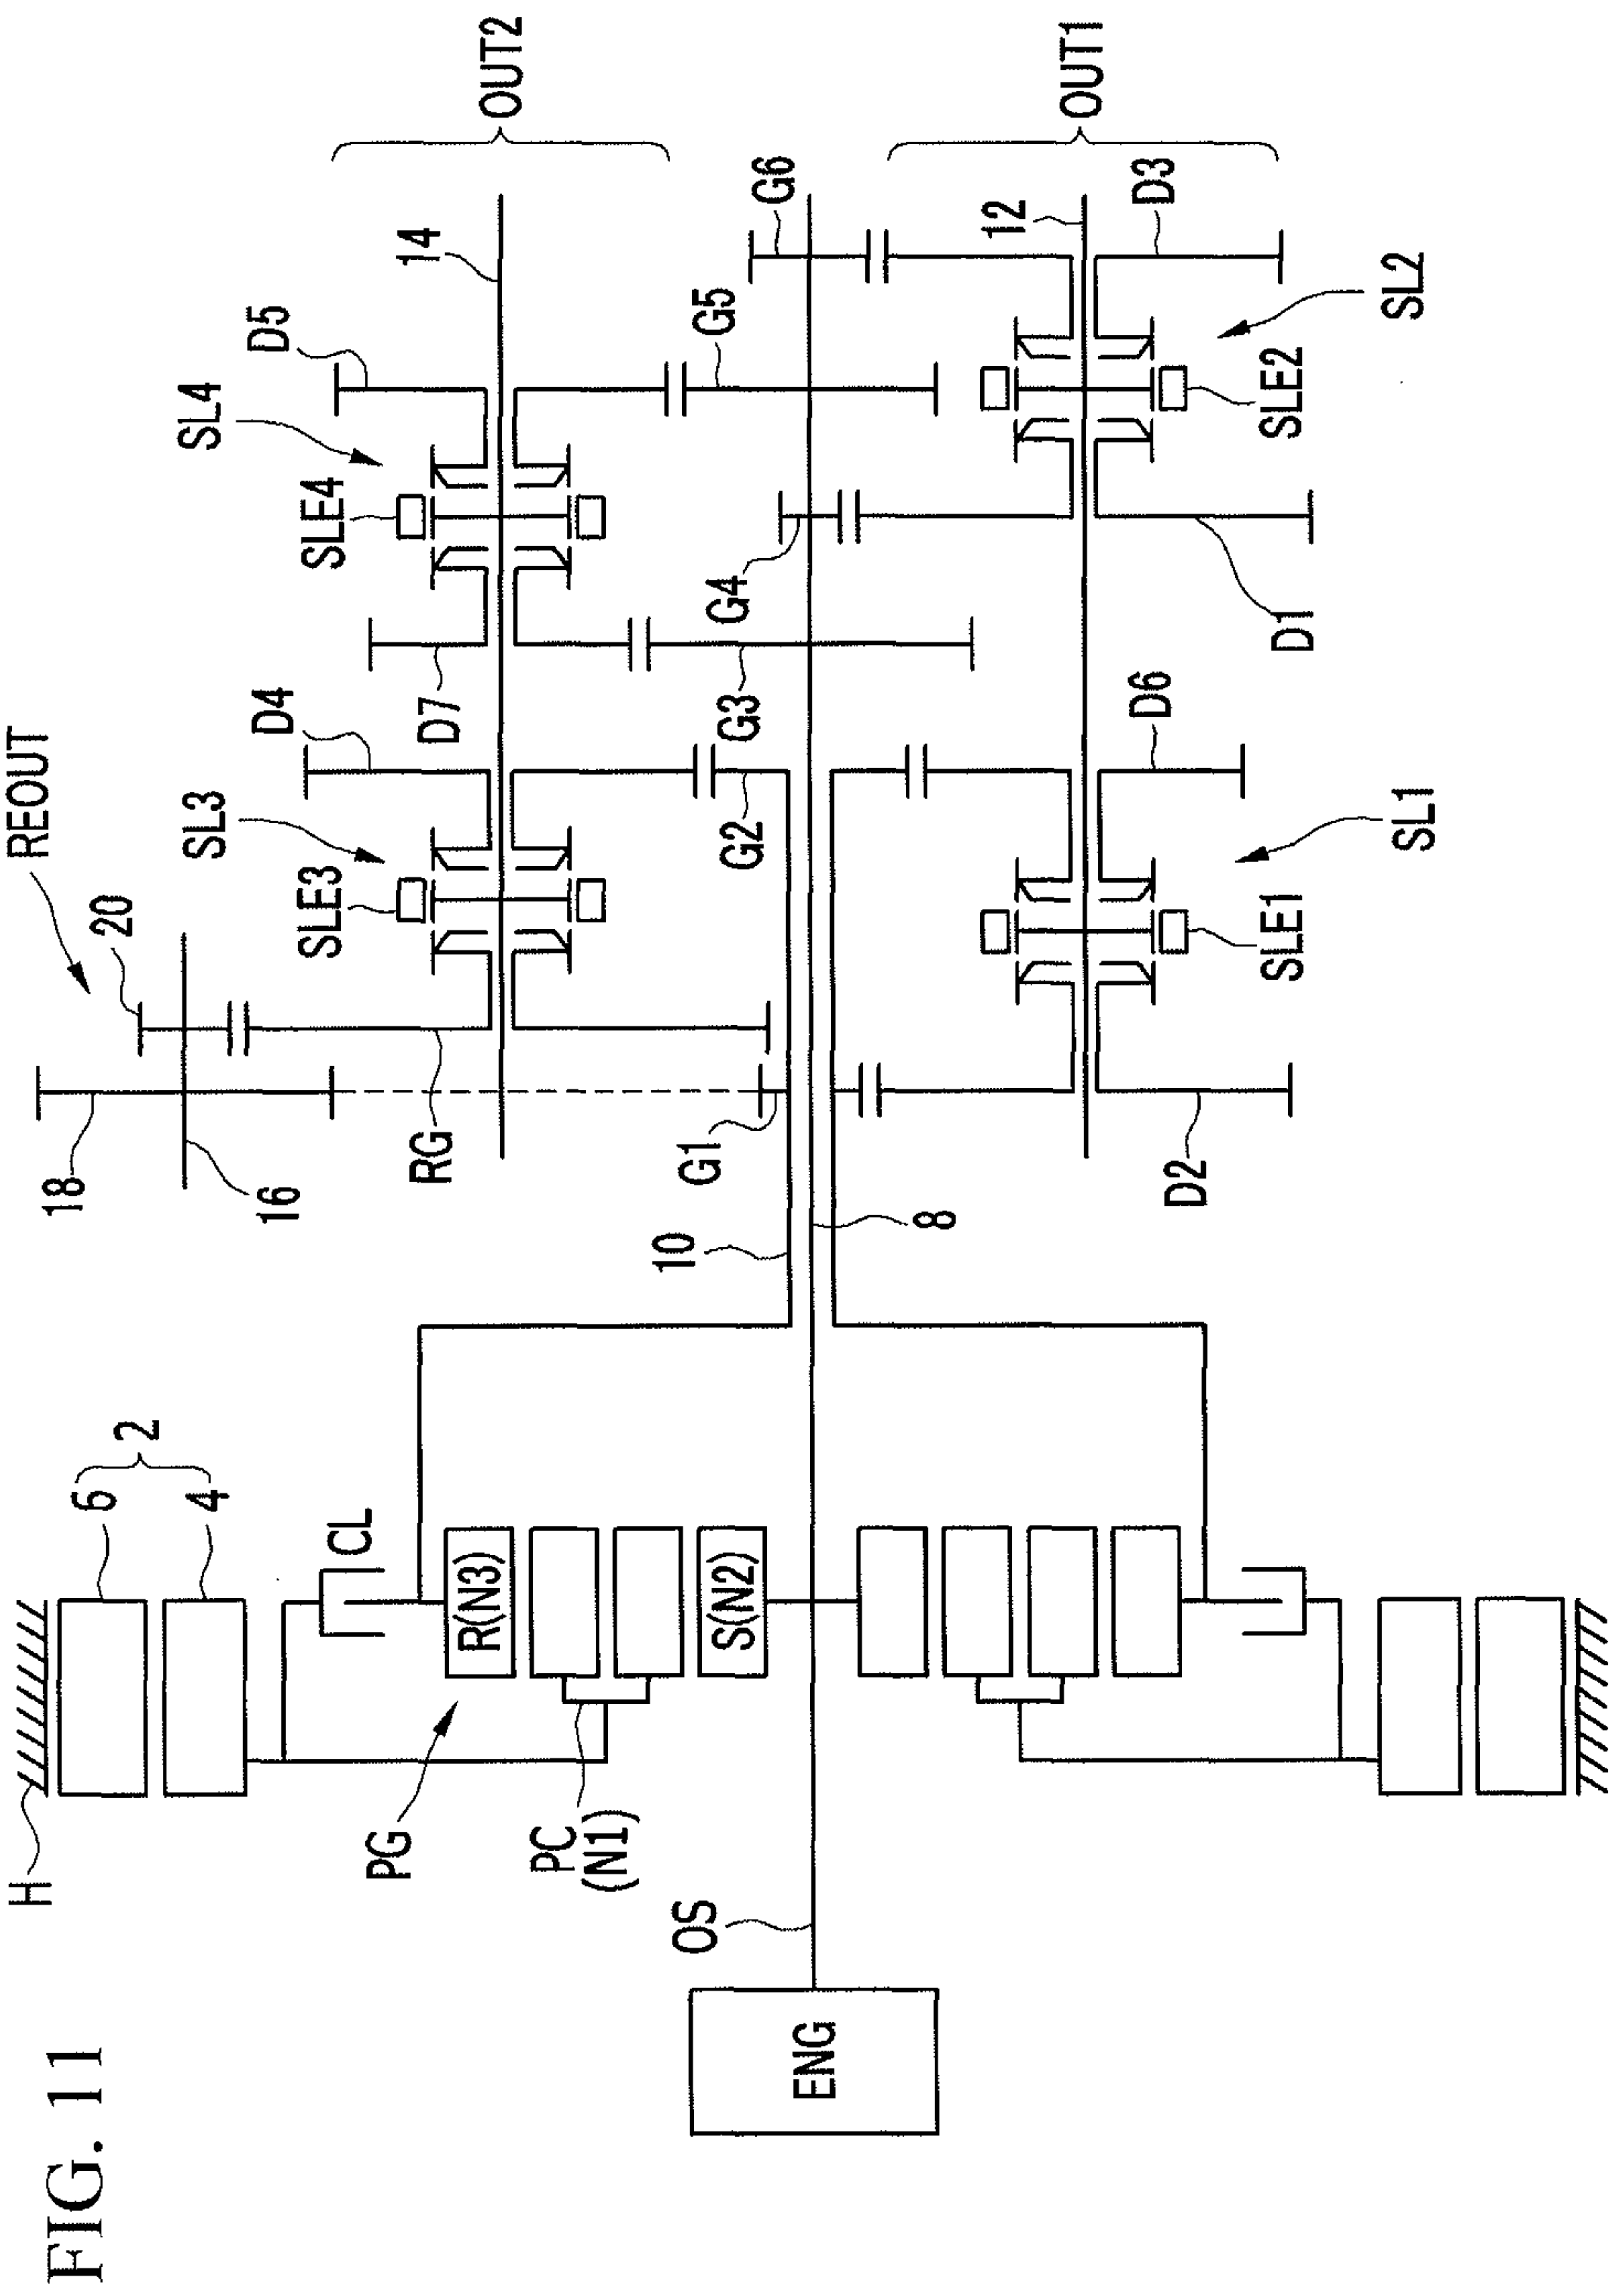 FIG. 11
H
6
4
2
CL
PG
PC
(N1)
R(N3)
S(N2)
OS
ENG
10
8
REOUT
18
16
20
RG
SL3
SLE3
D4
D7
SL4
SLE4
D5
14
OUT2
G1
G2
G3
G4
G5
G6
D2
SLE1
SL1
D6
D1
SLE2
SL2
D3
12
OUT1